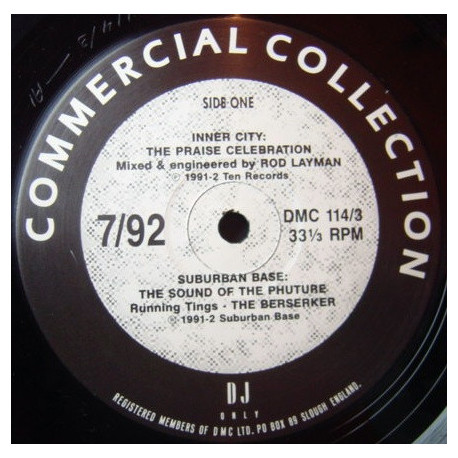 COMMERCIAL COLLECTION
SIDE ONE
INNER CITY:
THE PRAISE CELEBRATION
Mixed & engineered by ROD LAYMAN
℗ 1991-2 Ten Records
7/92
DMC 114/3
33⅓ RPM
SUBURBAN BASE:
THE SOUND OF THE PHUTURE
Running Tings - THE BERSERKER
℗ 1991-2 Suburban Base
DJ
ONLY
REGISTERED MEMBERS OF DMC LTD. PO BOX 89 SLOUGH ENGLAND.